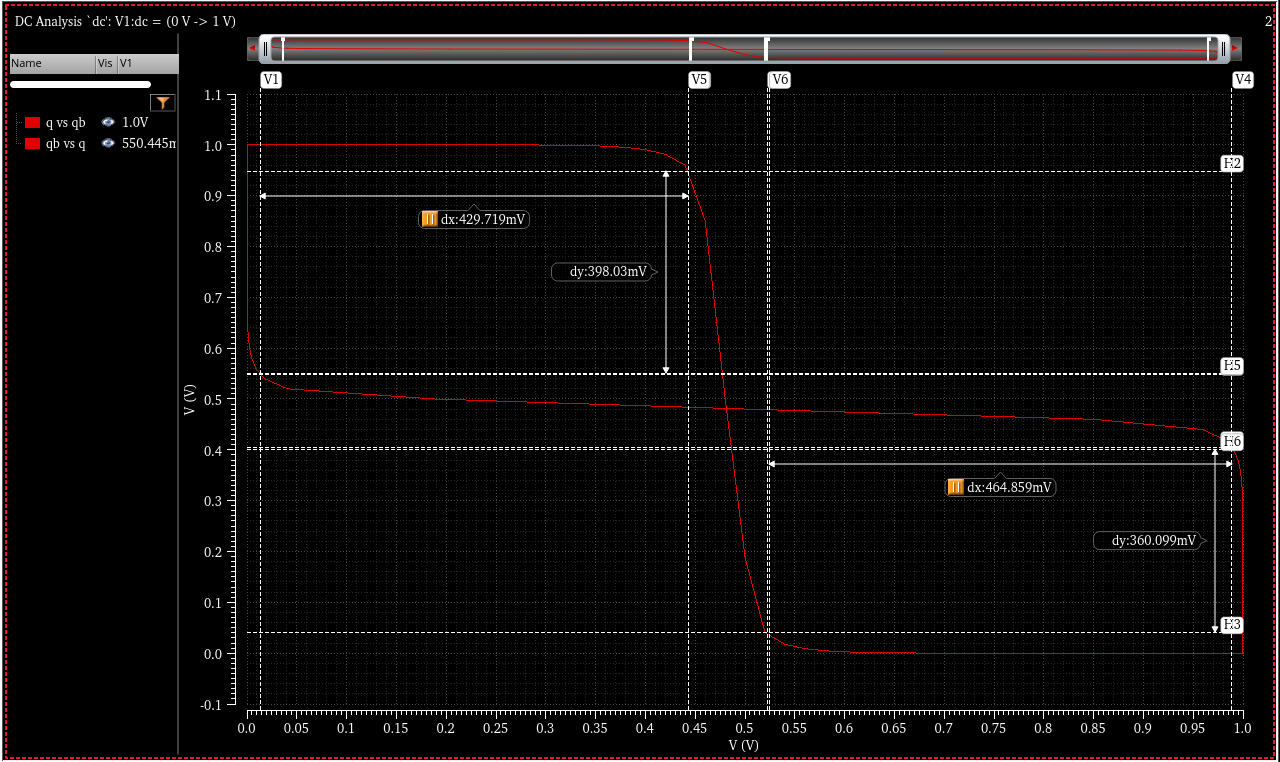 DC Analysis `dc': V1:dc = (0 V -> 1 V)
2
Name Vis V1
q vs qb 1.0V
qb vs q 550.445m
V1 V5 V6 V4
1.1
1.0
0.9
0.8
0.7
0.6
0.5
0.4
0.3
0.2
0.1
0.0
-0.1
V (V)
H2
dx:429.719mV
dy:398.03mV
H5
H6
dx:464.859mV
dy:360.099mV
H3
0.0 0.05 0.1 0.15 0.2 0.25 0.3 0.35 0.4 0.45 0.5 0.55 0.6 0.65 0.7 0.75 0.8 0.85 0.9 0.95 1.0
V (V)